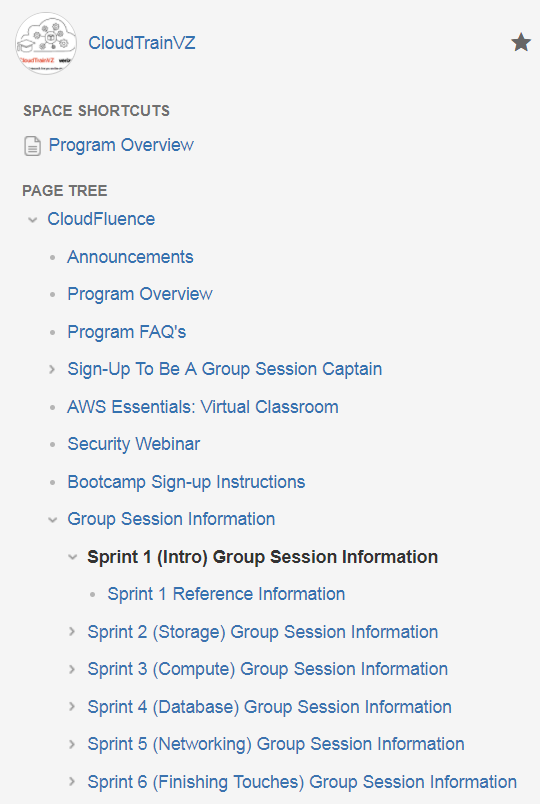 CloudTrainVZ
CloudTrainVZ
SPACE SHORTCUTS
Program Overview
PAGE TREE
CloudFluence
Announcements
Program Overview
Program FAQ's
Sign-Up To Be A Group Session Captain
AWS Essentials: Virtual Classroom
Security Webinar
Bootcamp Sign-up Instructions
Group Session Information
Sprint 1 (Intro) Group Session Information
Sprint 1 Reference Information
Sprint 2 (Storage) Group Session Information
Sprint 3 (Compute) Group Session Information
Sprint 4 (Database) Group Session Information
Sprint 5 (Networking) Group Session Information
Sprint 6 (Finishing Touches) Group Session Information